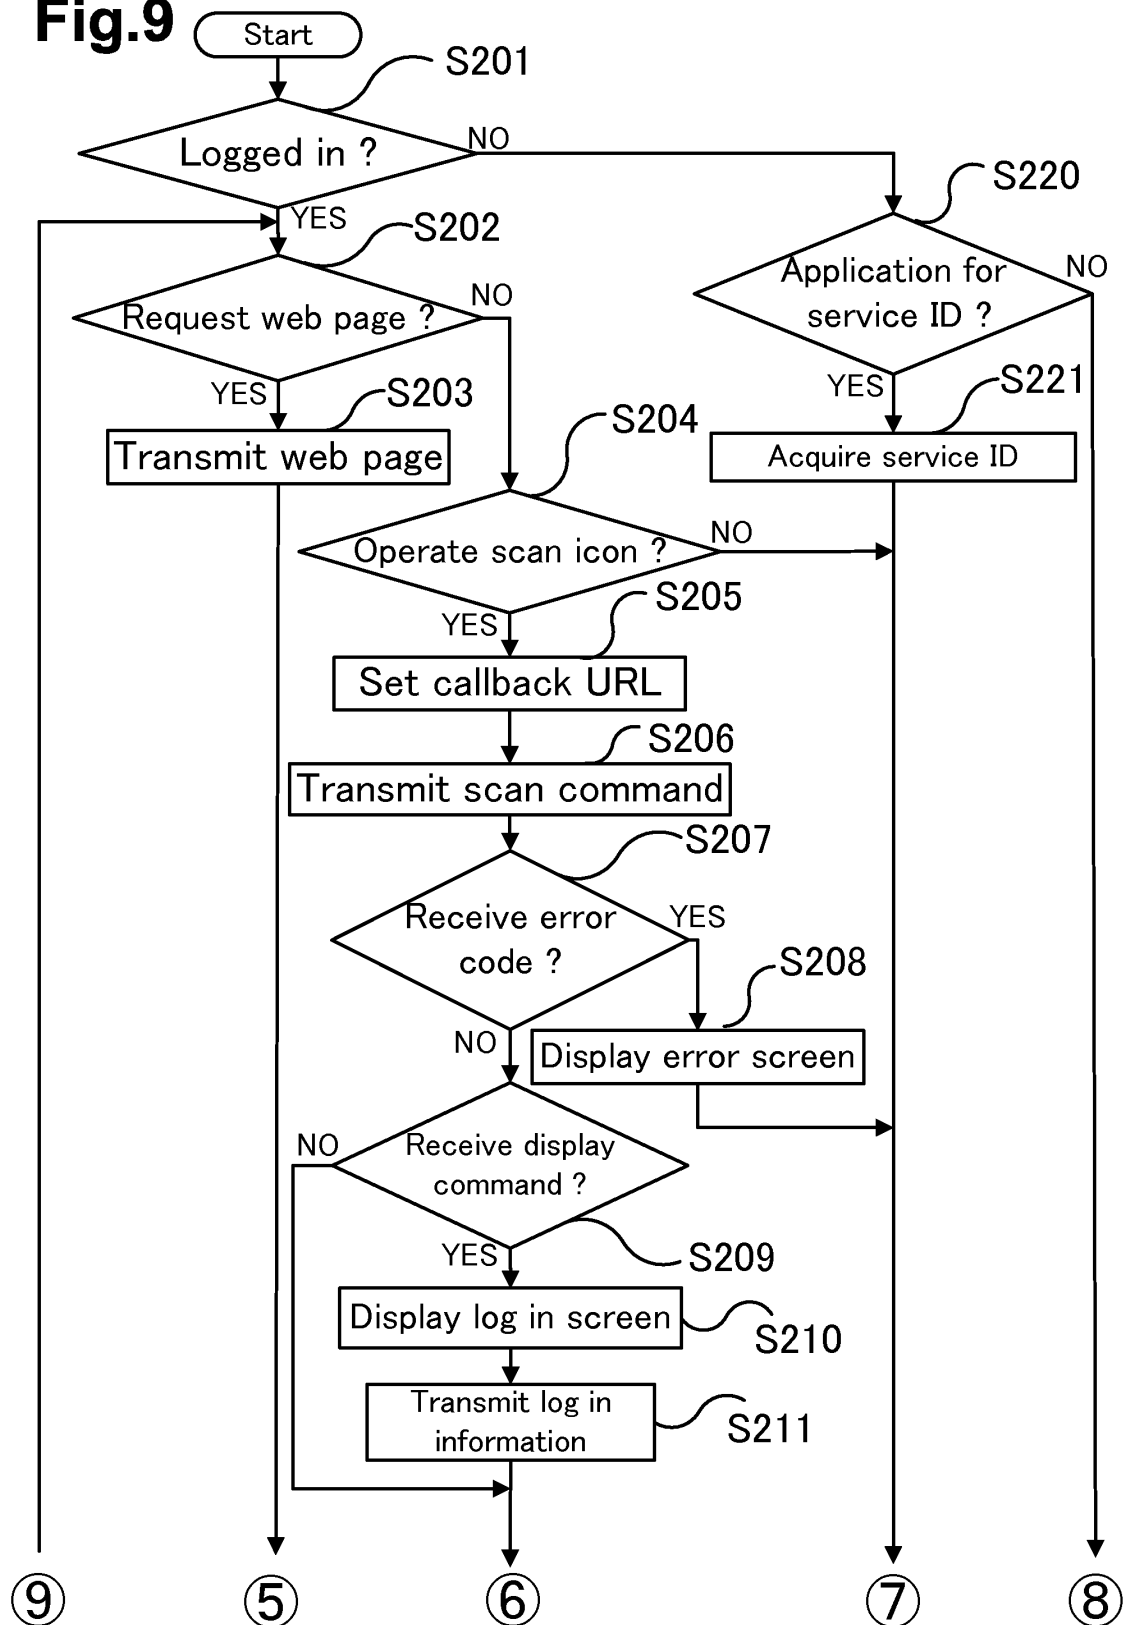 Fig.9
Start
S201
Logged in ?
NO
S220
YES
S202
Application for
service ID ?
NO
Request web page ?
NO
YES
S203
YES
S221
S204
Transmit web page
Acquire service ID
Operate scan icon ?
NO
S205
YES
Set callback URL
S206
Transmit scan command
S207
Receive error
code ?
YES
S208
NO
Display error screen
NO
Receive display
command ?
YES
S209
Display log in screen
S210
Transmit log in
information
S211
⑨
⑤
⑥
⑦
⑧